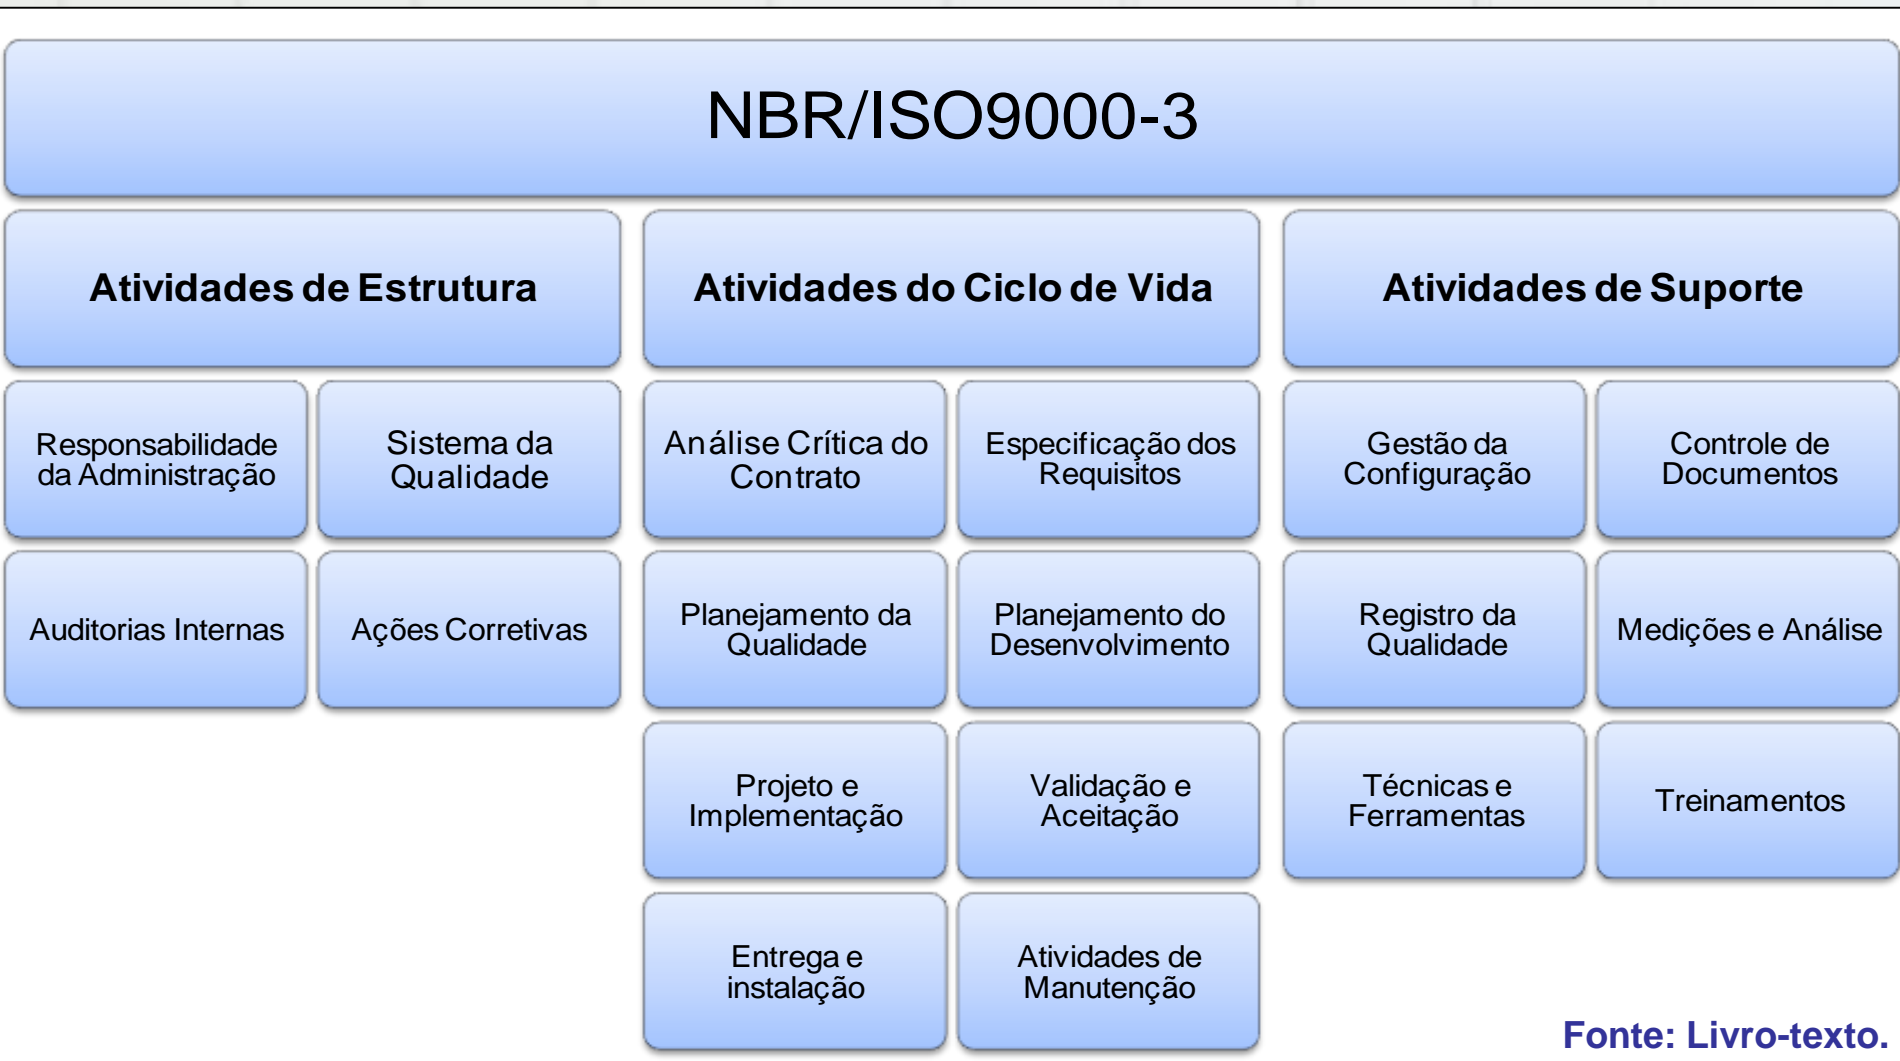 NBR/ISO9000-3
Atividades de Estrutura
Atividades do Ciclo de Vida
Atividades de Suporte
Responsabilidade
da Administração
Sistema da
Qualidade
Análise Crítica do
Contrato
Especificação dos
Requisitos
Gestão da
Configuração
Controle de
Documentos
Auditorias Internas
Ações Corretivas
Planejamento da
Qualidade
Planejamento do
Desenvolvimento
Registro da
Qualidade
Medições e Análise
Projeto e
Implementação
Validação e
Aceitação
Técnicas e
Ferramentas
Treinamentos
Entrega e
instalação
Atividades de
Manutenção
Fonte: Livro-texto.